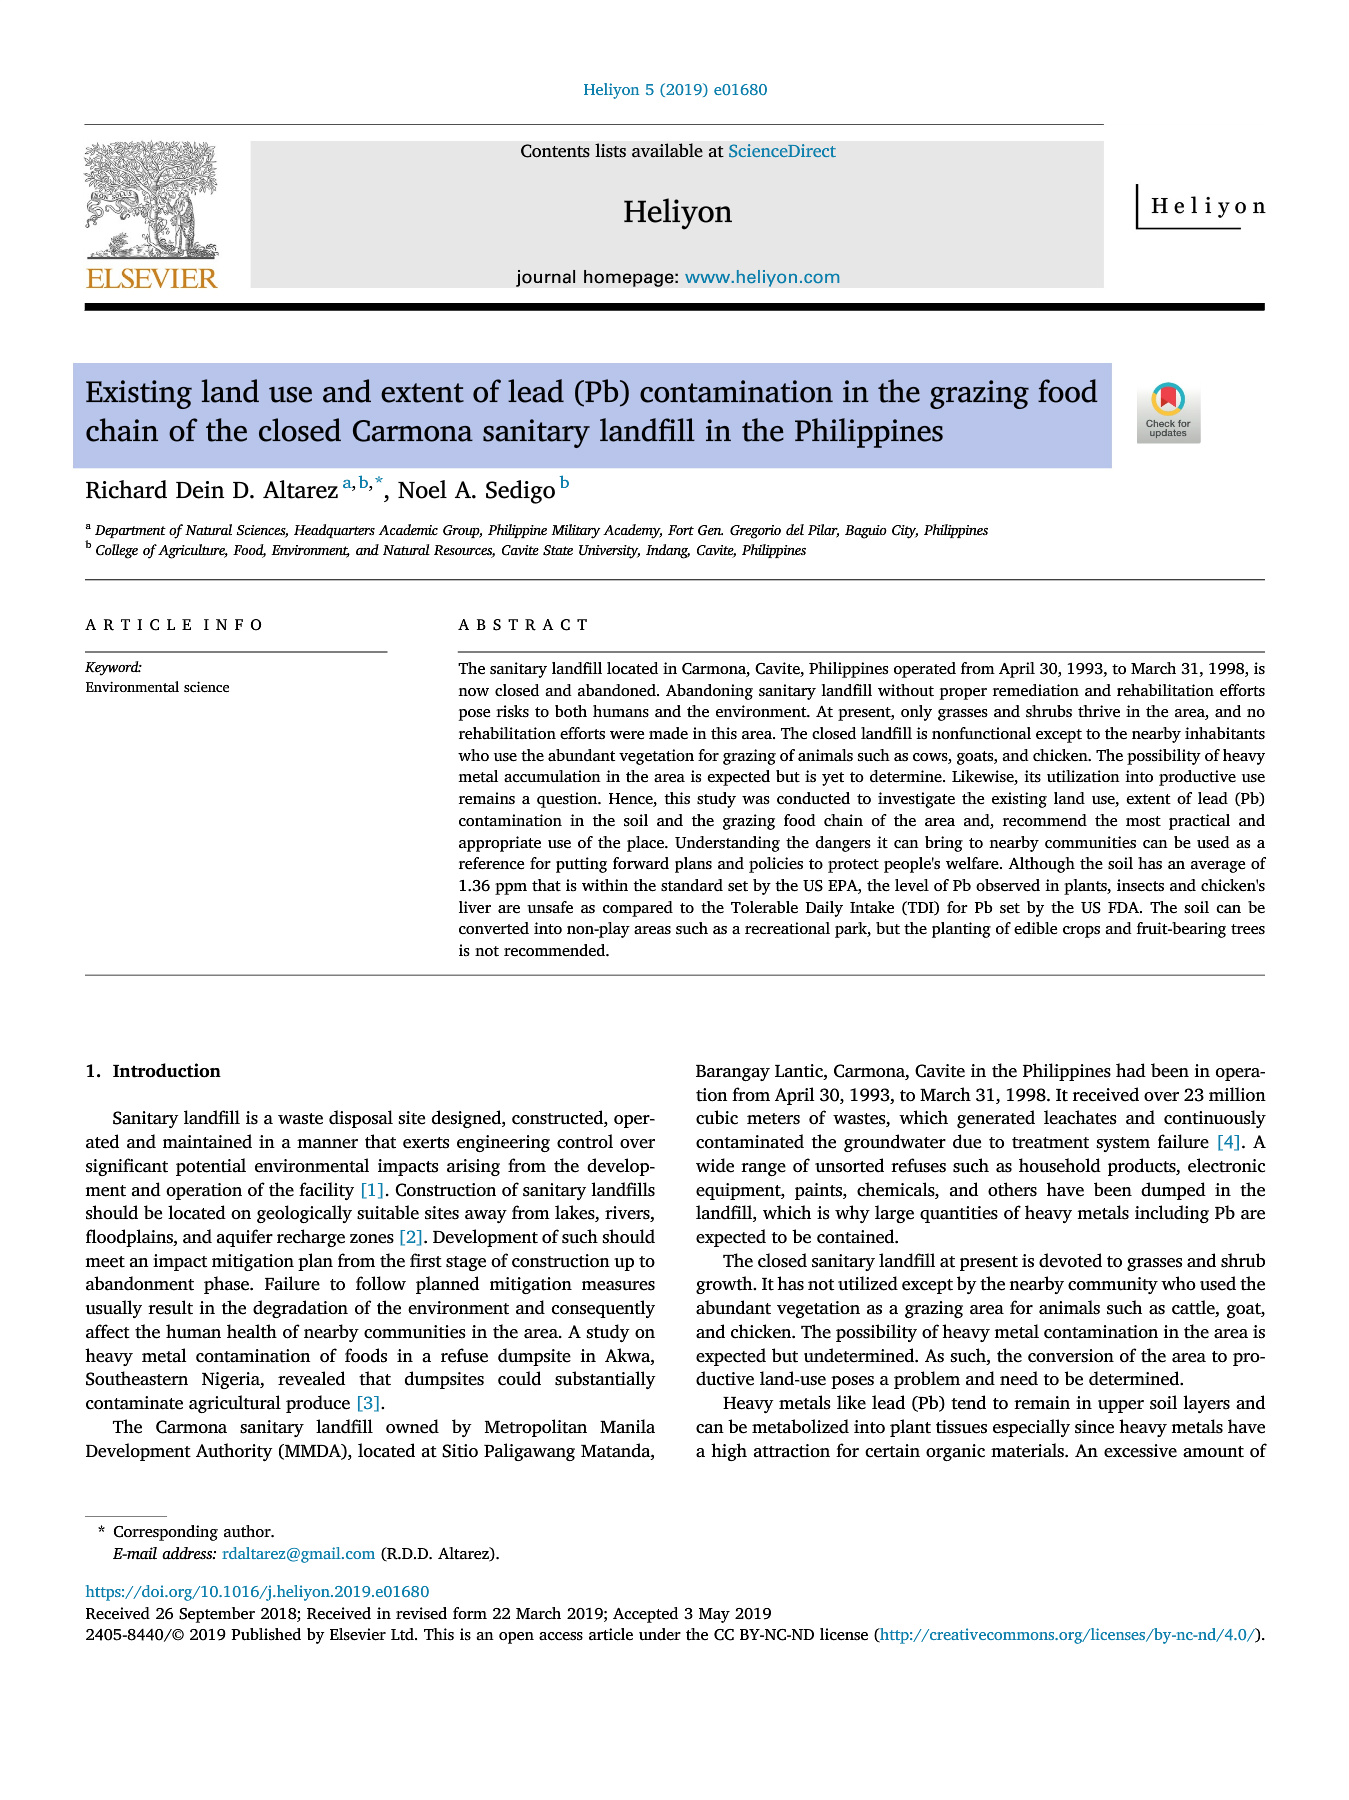 Heliyon 5 (2019) e01680
Contents lists available at ScienceDirect
Heliyon
journal homepage: www.heliyon.com
ELSEVIER
Heliyon
Existing land use and extent of lead (Pb) contamination in the grazing food
chain of the closed Carmona sanitary landfill in the Philippines
Check for
updates
Richard Dein D. Altarez a,b,*, Noel A. Sedigo b
a Department of Natural Sciences, Headquarters Academic Group, Philippine Military Academy, Fort Gen. Gregorio del Pilar, Baguio City, Philippines
b College of Agriculture, Food, Environment, and Natural Resources, Cavite State University, Indang, Cavite, Philippines
ARTICLE INFO
Keyword:
Environmental science
ABSTRACT
The sanitary landfill located in Carmona, Cavite, Philippines operated from April 30, 1993, to March 31, 1998, is
now closed and abandoned. Abandoning sanitary landfill without proper remediation and rehabilitation efforts
pose risks to both humans and the environment. At present, only grasses and shrubs thrive in the area, and no
rehabilitation efforts were made in this area. The closed landfill is nonfunctional except to the nearby inhabitants
who use the abundant vegetation for grazing of animals such as cows, goats, and chicken. The possibility of heavy
metal accumulation in the area is expected but is yet to determine. Likewise, its utilization into productive use
remains a question. Hence, this study was conducted to investigate the existing land use, extent of lead (Pb)
contamination in the soil and the grazing food chain of the area and, recommend the most practical and
appropriate use of the place. Understanding the dangers it can bring to nearby communities can be used as a
reference for putting forward plans and policies to protect people's welfare. Although the soil has an average of
1.36 ppm that is within the standard set by the US EPA, the level of Pb observed in plants, insects and chicken's
liver are unsafe as compared to the Tolerable Daily Intake (TDI) for Pb set by the US FDA. The soil can be
converted into non-play areas such as a recreational park, but the planting of edible crops and fruit-bearing trees
is not recommended.
1. Introduction
Sanitary landfill is a waste disposal site designed, constructed, oper-
ated and maintained in a manner that exerts engineering control over
significant potential environmental impacts arising from the develop-
ment and operation of the facility [1]. Construction of sanitary landfills
should be located on geologically suitable sites away from lakes, rivers,
floodplains, and aquifer recharge zones [2]. Development of such should
meet an impact mitigation plan from the first stage of construction up to
abandonment phase. Failure to follow planned mitigation measures
usually result in the degradation of the environment and consequently
affect the human health of nearby communities in the area. A study on
heavy metal contamination of foods in a refuse dumpsite in Akwa,
Southeastern Nigeria, revealed that dumpsites could substantially
contaminate agricultural produce [3].
The Carmona sanitary landfill owned by Metropolitan Manila
Development Authority (MMDA), located at Sitio Paligawang Matanda,
Barangay Lantic, Carmona, Cavite in the Philippines had been in opera-
tion from April 30, 1993, to March 31, 1998. It received over 23 million
cubic meters of wastes, which generated leachates and continuously
contaminated the groundwater due to treatment system failure [4]. A
wide range of unsorted refuses such as household products, electronic
equipment, paints, chemicals, and others have been dumped in the
landfill, which is why large quantities of heavy metals including Pb are
expected to be contained.
The closed sanitary landfill at present is devoted to grasses and shrub
growth. It has not utilized except by the nearby community who used the
abundant vegetation as a grazing area for animals such as cattle, goat,
and chicken. The possibility of heavy metal contamination in the area is
expected but undetermined. As such, the conversion of the area to pro-
ductive land-use poses a problem and need to be determined.
Heavy metals like lead (Pb) tend to remain in upper soil layers and
can be metabolized into plant tissues especially since heavy metals have
a high attraction for certain organic materials. An excessive amount of
* Corresponding author.
E-mail address: rdaltarez@gmail.com (R.D.D. Altarez).
https://doi.org/10.1016/j.heliyon.2019.e01680
Received 26 September 2018; Received in revised form 22 March 2019; Accepted 3 May 2019
2405-8440/© 2019 Published by Elsevier Ltd. This is an open access article under the CC BY-NC-ND license (http://creativecommons.org/licenses/by-nc-nd/4.0/).